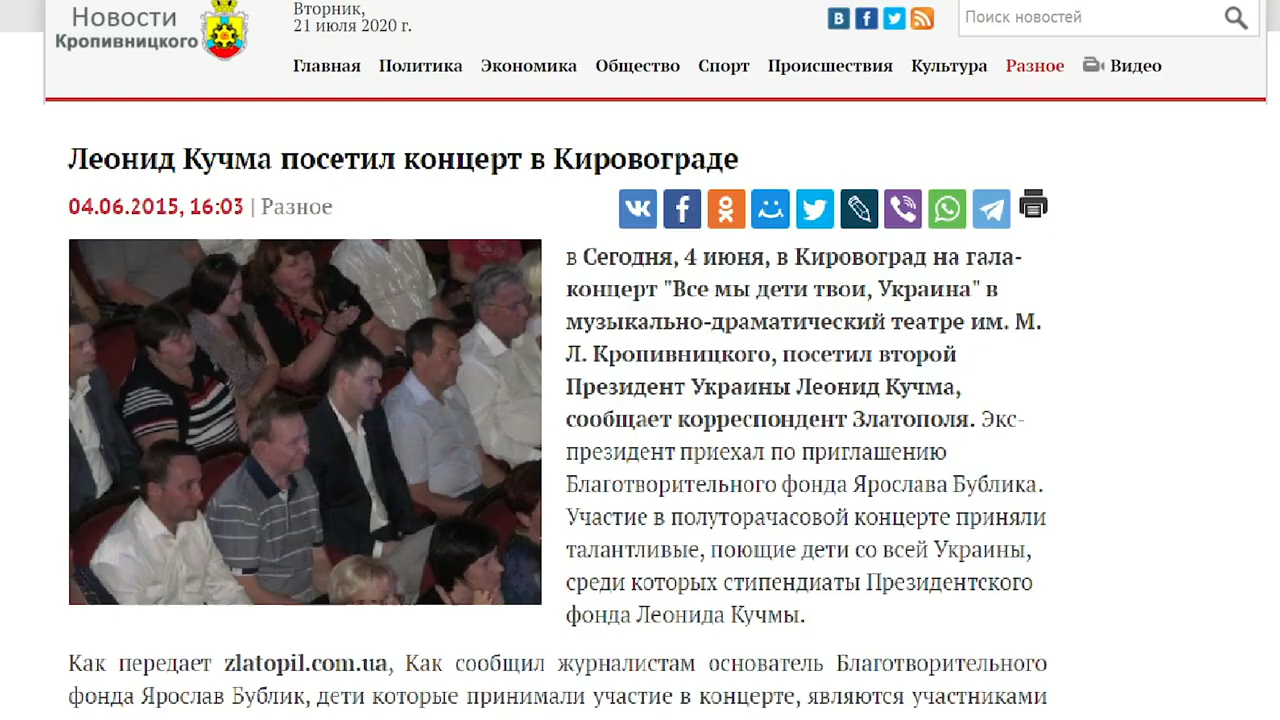 Новости
Кропивницкого
Вторник,
21 июля 2020 г.
Поиск новостей
Главная Политика Экономика Общество Спорт Происшествия Культура Разное Видео
Леонид Кучма посетил концерт в Кировограде
04.06.2015, 16:03 | Разное
в Сегодня, 4 июня, в Кировоград на гала-
концерт "Все мы дети твои, Украина" в
музыкально-драматический театре им. М.
Л. Кропивницкого, посетил второй
Президент Украины Леонид Кучма,
сообщает корреспондент Златополя. Экс-
президент приехал по приглашению
Благотворительного фонда Ярослава Бублика.
Участие в полуторачасовой концерте приняли
талантливые, поющие дети со всей Украины,
среди которых стипендиаты Президентского
фонда Леонида Кучмы.
Как передает zlatopil.com.ua, Как сообщил журналистам основатель Благотворительного
фонда Ярослав Бублик, дети которые принимали участие в концерте, являются участниками